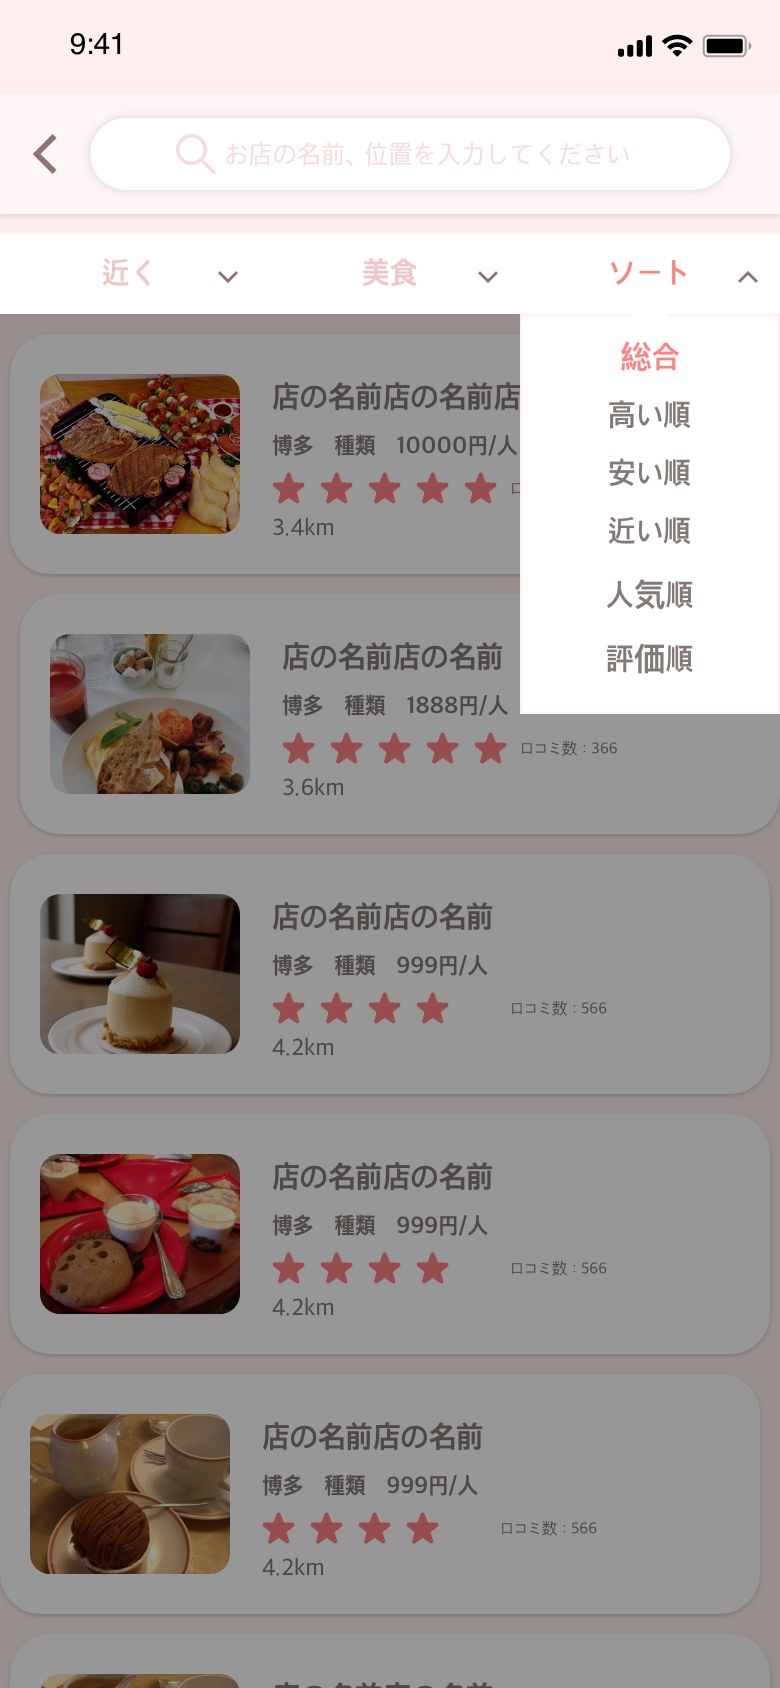 9:41
お店の名前、位置を入力してください
近く
美食
ソート
総合
高い順
安い順
近い順
人気順
評価順
店の名前店の名前店
博多　種類　10000円/人
3.4km
店の名前店の名前
博多　種類　1888円/人
口コミ数：366
3.6km
店の名前店の名前
博多　種類　999円/人
口コミ数：566
4.2km
店の名前店の名前
博多　種類　999円/人
口コミ数：566
4.2km
店の名前店の名前
博多　種類　999円/人
口コミ数：566
4.2km